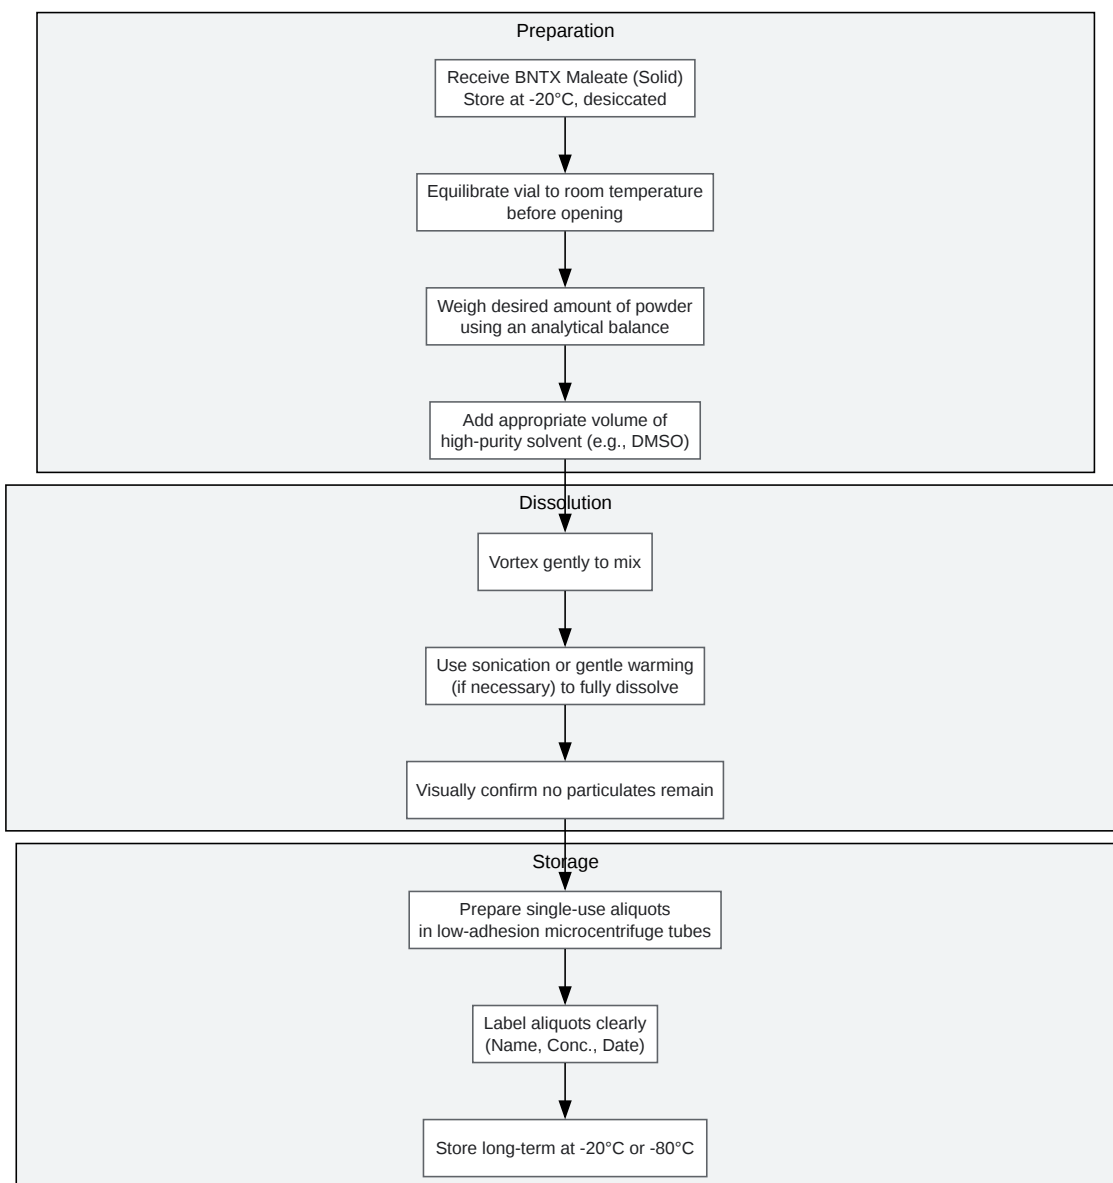 Preparation
Receive BNTX Maleate (Solid)
Store at -20°C, desiccated
Equilibrate vial to room temperature
before opening
Weigh desired amount of powder
using an analytical balance
Add appropriate volume of
high-purity solvent (e.g., DMSO)
Dissolution
Vortex gently to mix
Use sonication or gentle warming
(if necessary) to fully dissolve
Visually confirm no particulates remain
Storage
Prepare single-use aliquots
in low-adhesion microcentrifuge tubes
Label aliquots clearly
(Name, Conc., Date)
Store long-term at -20°C or -80°C